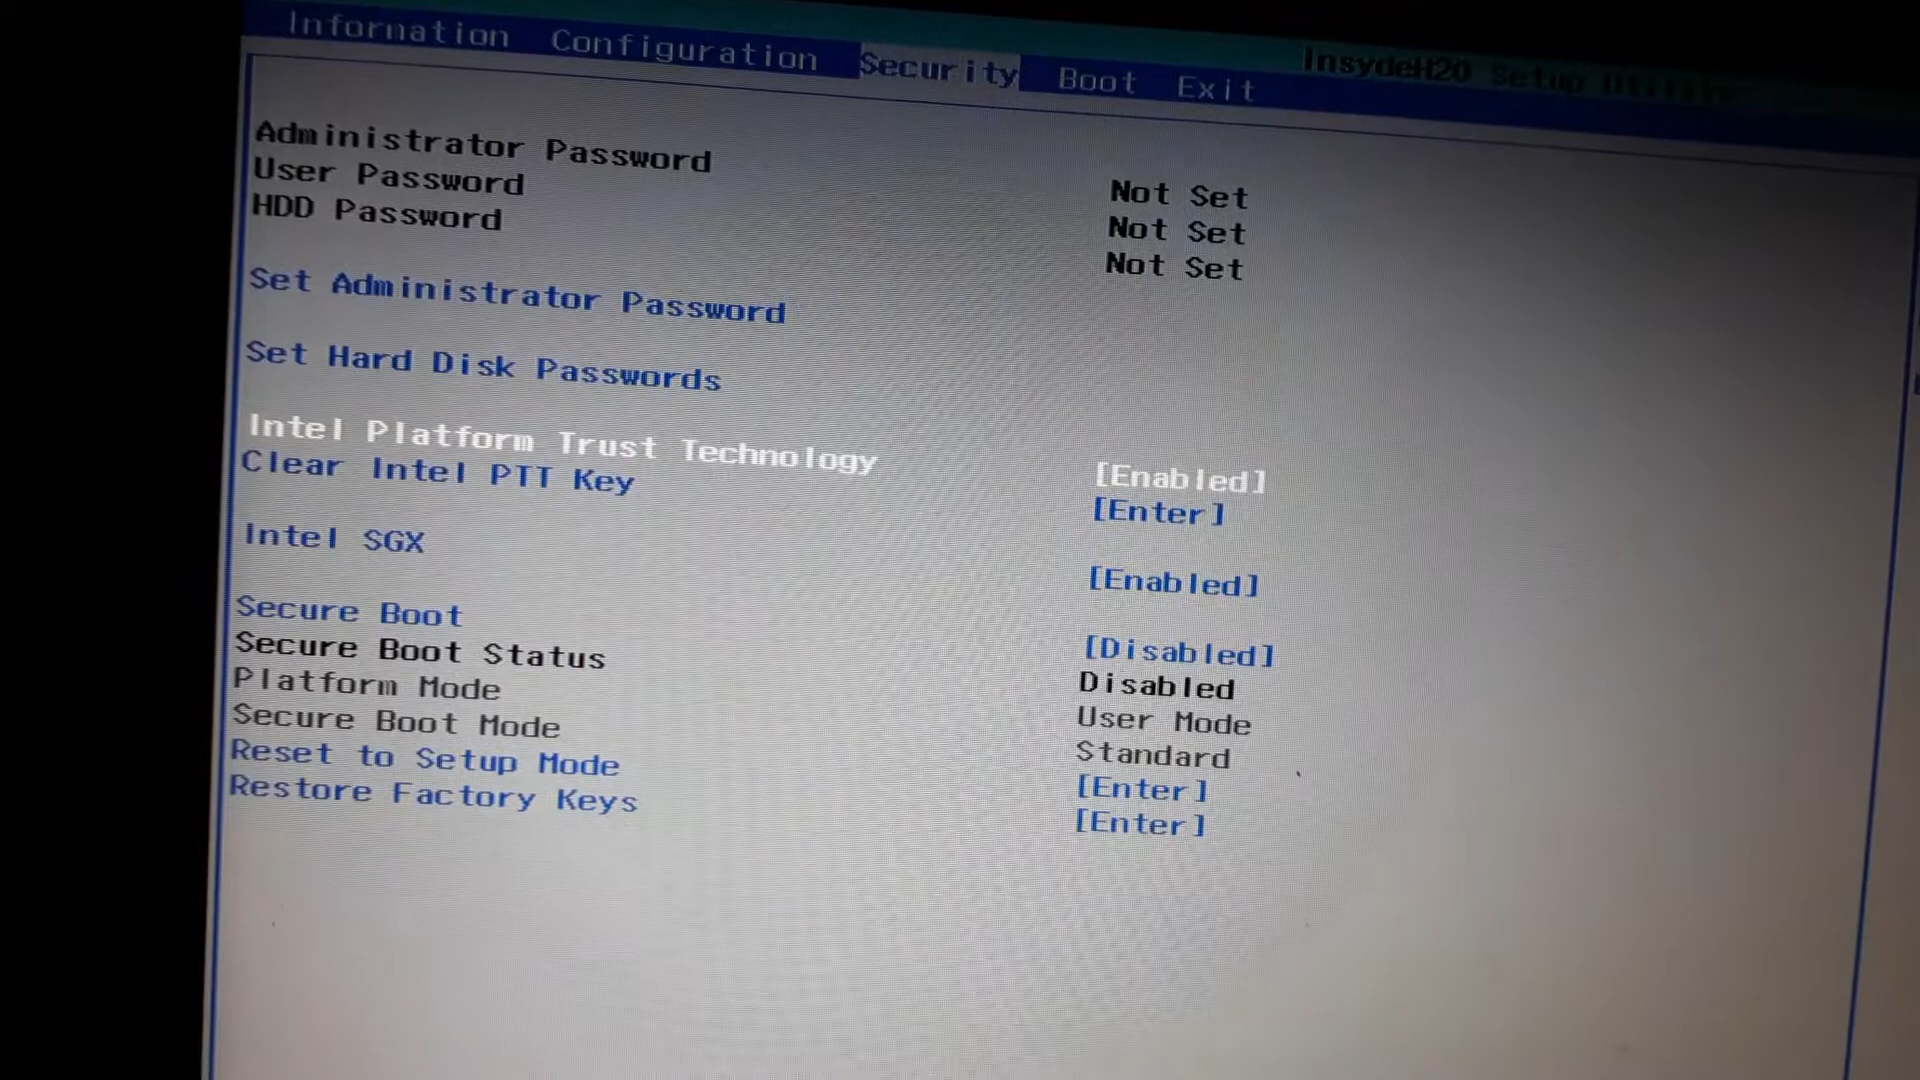 InsydeH20 Setup Utility
Information Configuration Security Boot Exit
Administrator Password Not Set
User Password Not Set
HDD Password Not Set
Set Administrator Password
Set Hard Disk Passwords
Intel Platform Trust Technology [Enabled]
Clear Intel PTT Key [Enter]
Intel SGX [Enabled]
Secure Boot [Disabled]
Secure Boot Status Disabled
Platform Mode User Mode
Secure Boot Mode Standard
Reset to Setup Mode [Enter]
Restore Factory Keys [Enter]